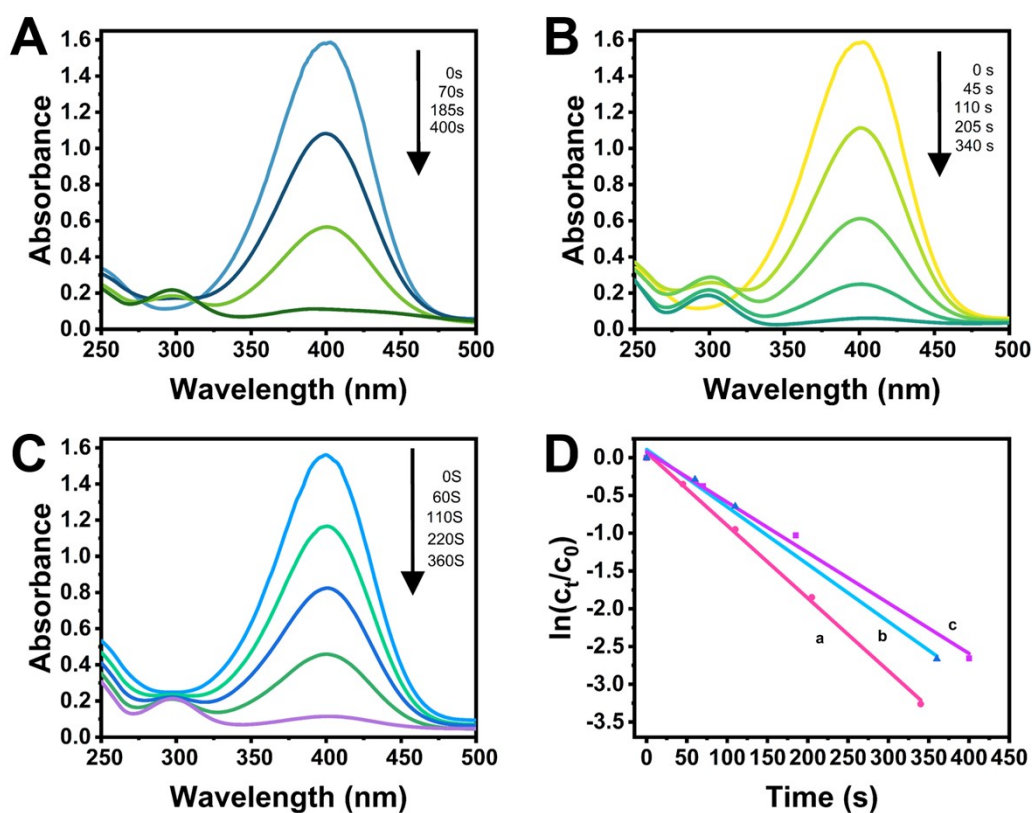 A
Absorbance
1.6
1.4
1.2
1.0
0.8
0.6
0.4
0.2
0.0
0s
70s
185s
400s
250 300 350 400 450 500
Wavelength (nm)
B
Absorbance
1.6
1.4
1.2
1.0
0.8
0.6
0.4
0.2
0.0
0 s
45 s
110 s
205 s
340 s
250 300 350 400 450 500
Wavelength (nm)
C
Absorbance
1.6
1.4
1.2
1.0
0.8
0.6
0.4
0.2
0.0
0S
60S
110S
220S
360S
250 300 350 400 450 500
Wavelength (nm)
D
ln(ct/c0)
0.0
-0.5
-1.0
-1.5
-2.0
-2.5
-3.0
-3.5
a
b
c
0 50 100 150 200 250 300 350 400 450
Time (s)